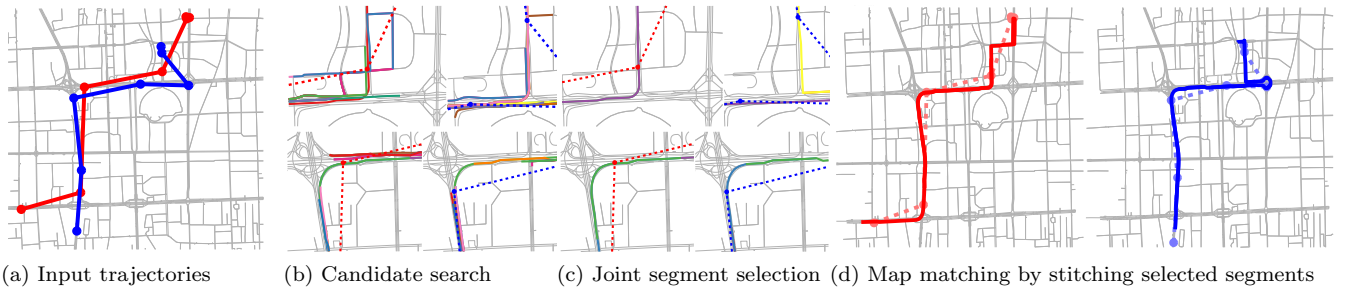 (a) Input trajectories
(b) Candidate search
(c) Joint segment selection
(d) Map matching by stitching selected segments